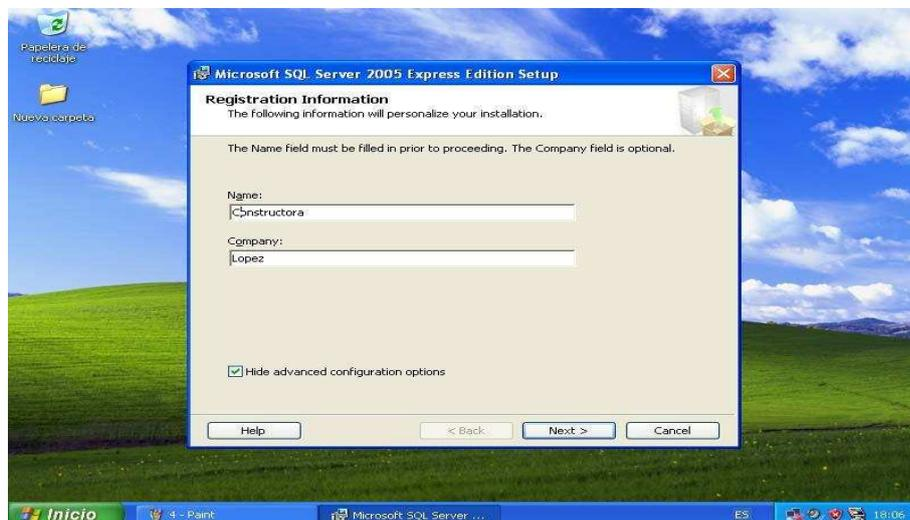 Papelera de
reciclaje
Nueva carpeta
Microsoft SQL Server 2005 Express Edition Setup
Registration Information
The following information will personalize your installation.
The Name field must be filled in prior to proceeding. The Company field is optional.
Name:
Constructora
Company:
Lopez
Hide advanced configuration options
Help
< Back
Next >
Cancel
Inicio
4 - Paint
Microsoft SQL Server ...
ES
18:06